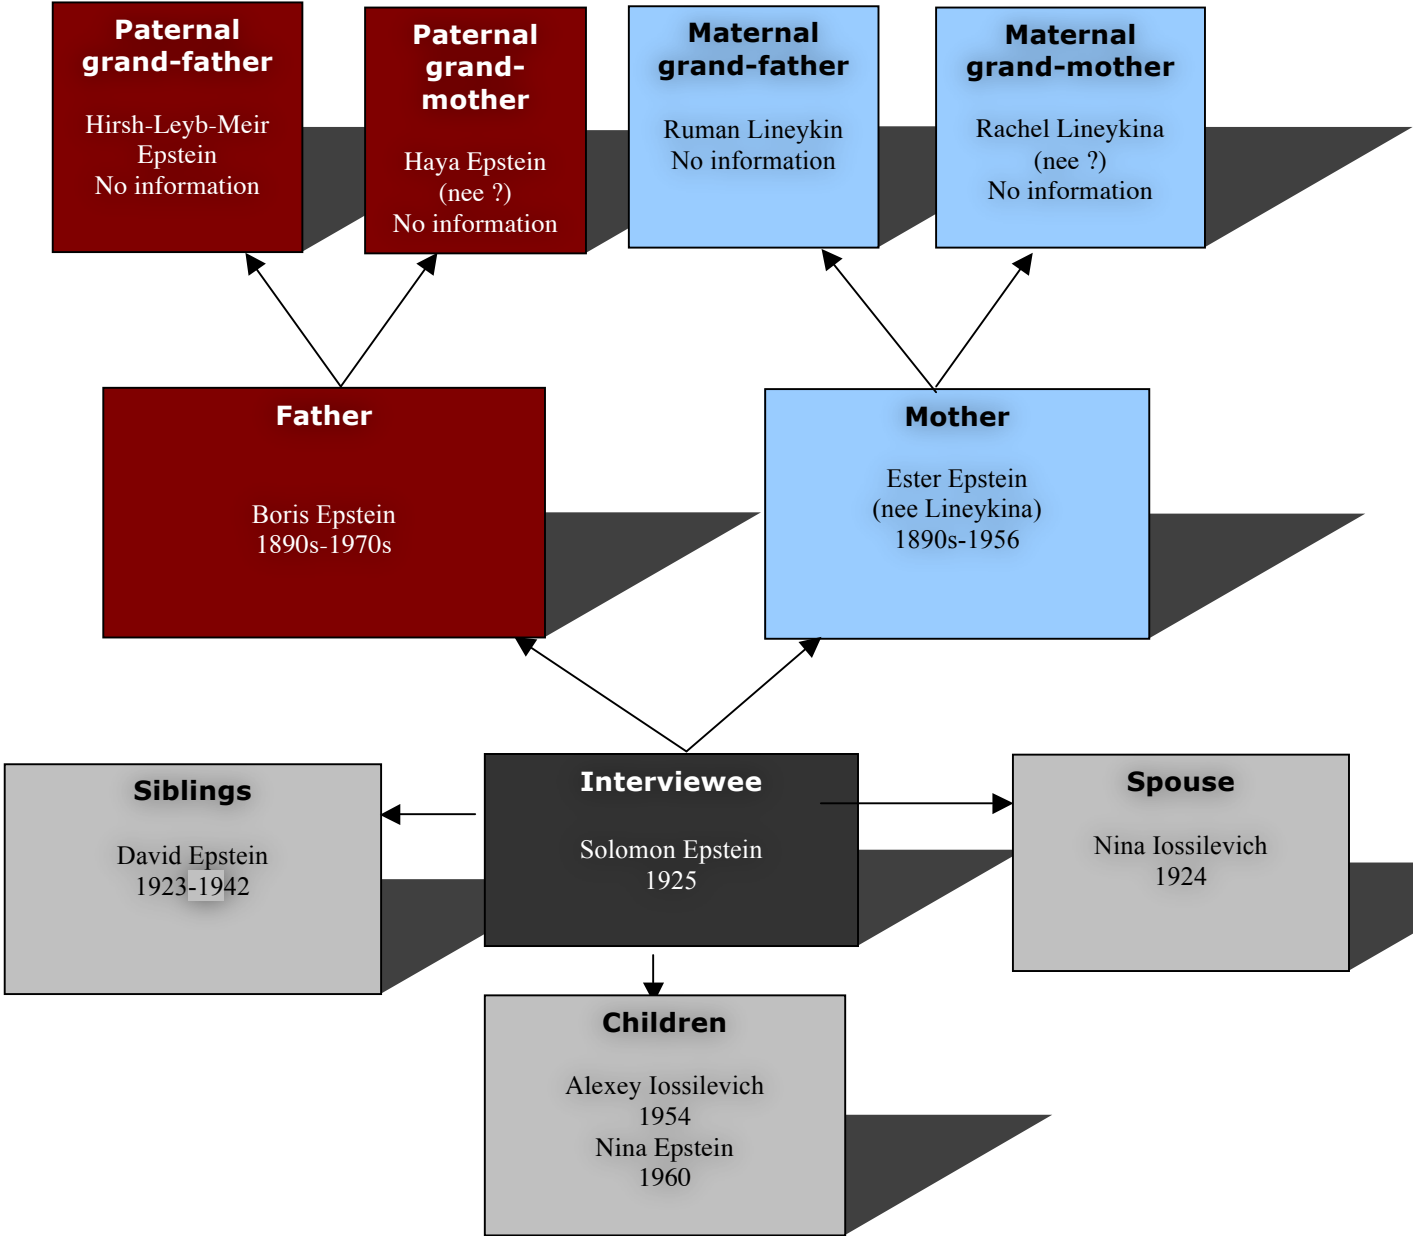 Paternal
grand-father
Hirsh-Leyb-Meir
Epstein
No information
Paternal
grand-
mother
Haya Epstein
(nee ?)
No information
Maternal
grand-father
Ruman Lineykin
No information
Maternal
grand-mother
Rachel Lineykina
(nee ?)
No information
Father
Boris Epstein
1890s-1970s
Mother
Ester Epstein
(nee Lineykina)
1890s-1956
Siblings
David Epstein
1923-1942
Interviewee
Solomon Epstein
1925
Spouse
Nina Iossilevich
1924
Children
Alexey Iossilevich
1954
Nina Epstein
1960